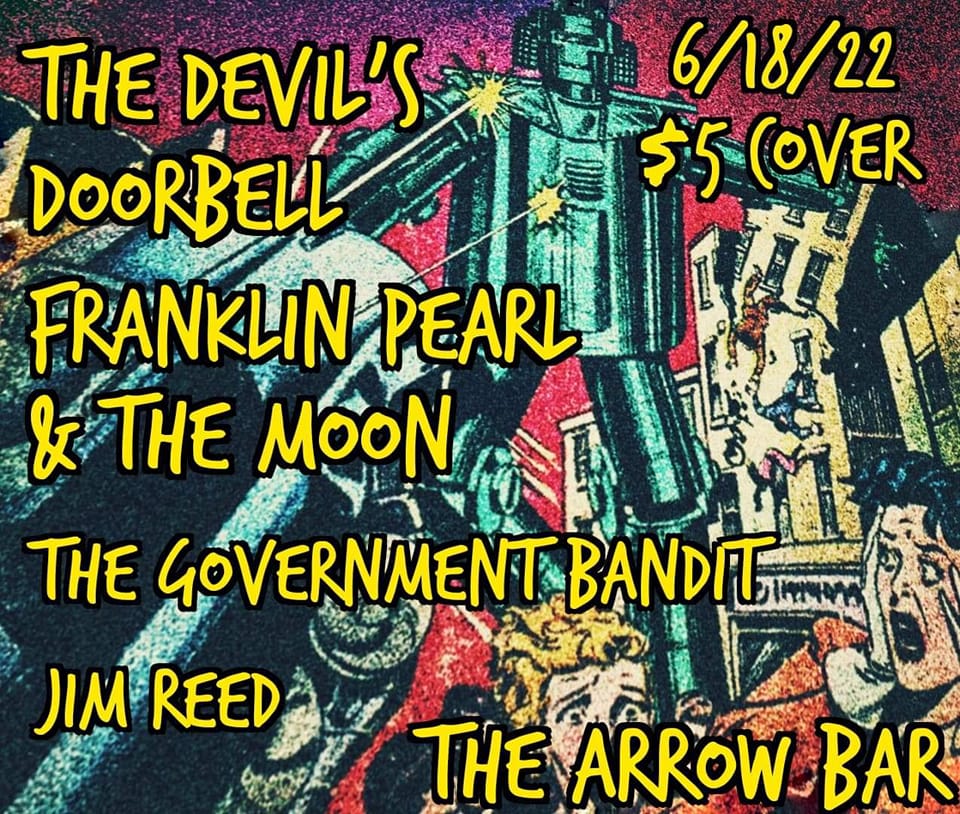 THE DEVIL'S
DOORBELL
6/18/22
$5 COVER
FRANKLIN PEARL
& THE MOON
THE GOVERNMENT BANDIT
JIM REED
THE ARROW BAR